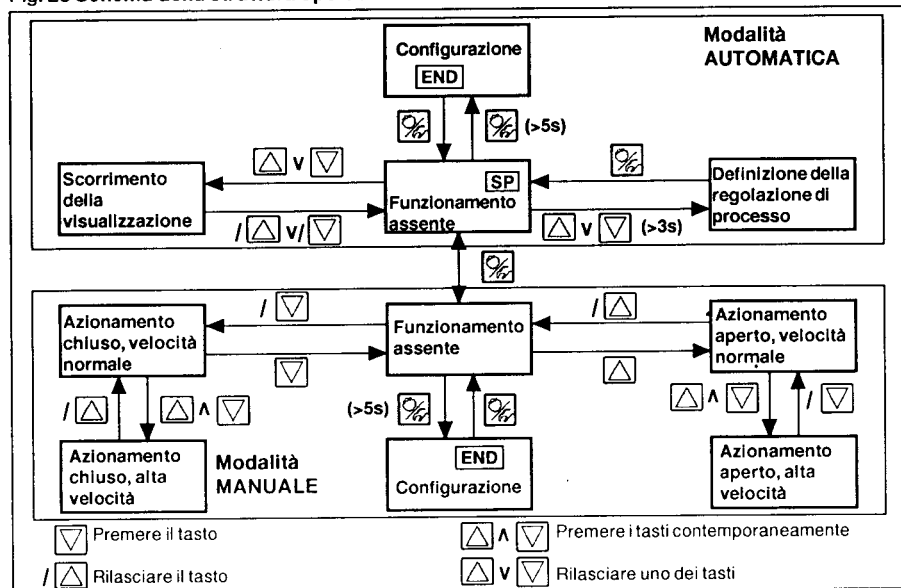 Schema della
Configurazione
END
Modalità
AUTOMATICA
(>5s)
Scorrimento
della
visualizzazione
△ v ▽
/ △ v/ ▽
SP
Funzionamento
assente
△ v ▽ (>3s)
Definizione della
regolazione di
processo
Azionamento
chiuso, velocità
normale
/ ▽
▽
Funzionamento
assente
/ △
△
Azionamento
aperto, velocità
normale
/ △
△ ∧ ▽
(>5s)
△ ∧ ▽
/ ▽
Azionamento
chiuso, alta
velocità
Modalità
MANUALE
END
Configurazione
Azionamento
aperto, alta
velocità
▽ Premere il tasto
△ ∧ ▽ Premere i tasti contemporaneamente
/ △ Rilasciare il tasto
△ v ▽ Rilasciare uno dei tasti